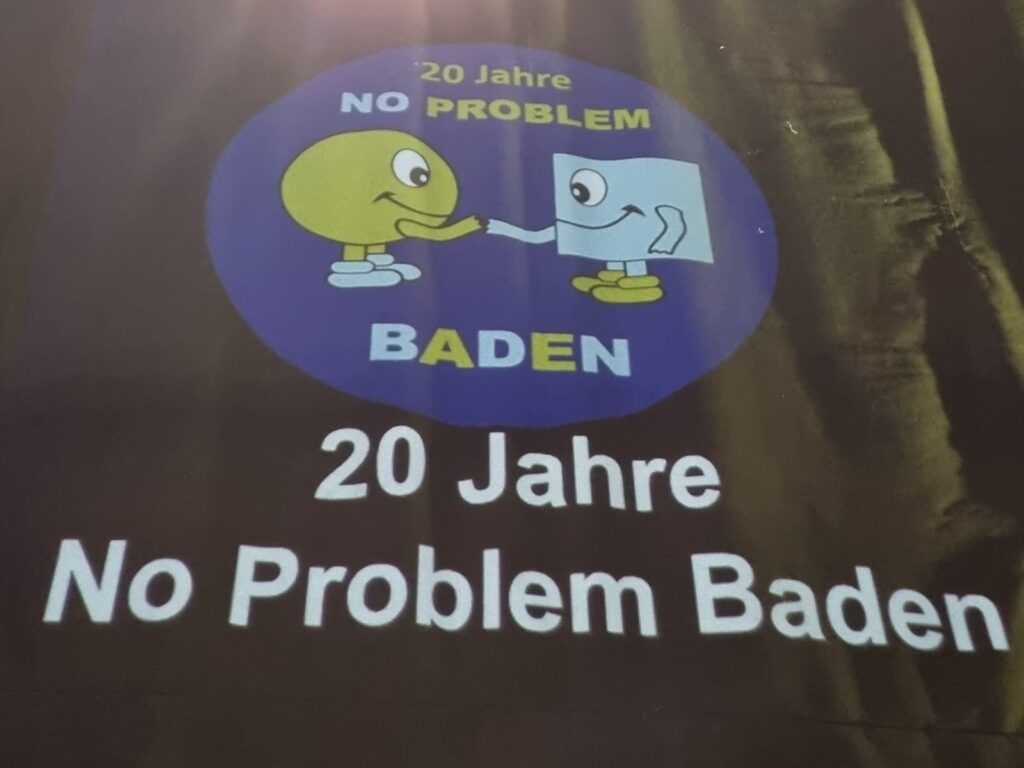 20 Jahre
NO PROBLEM
BADEN
20 Jahre
No Problem Baden